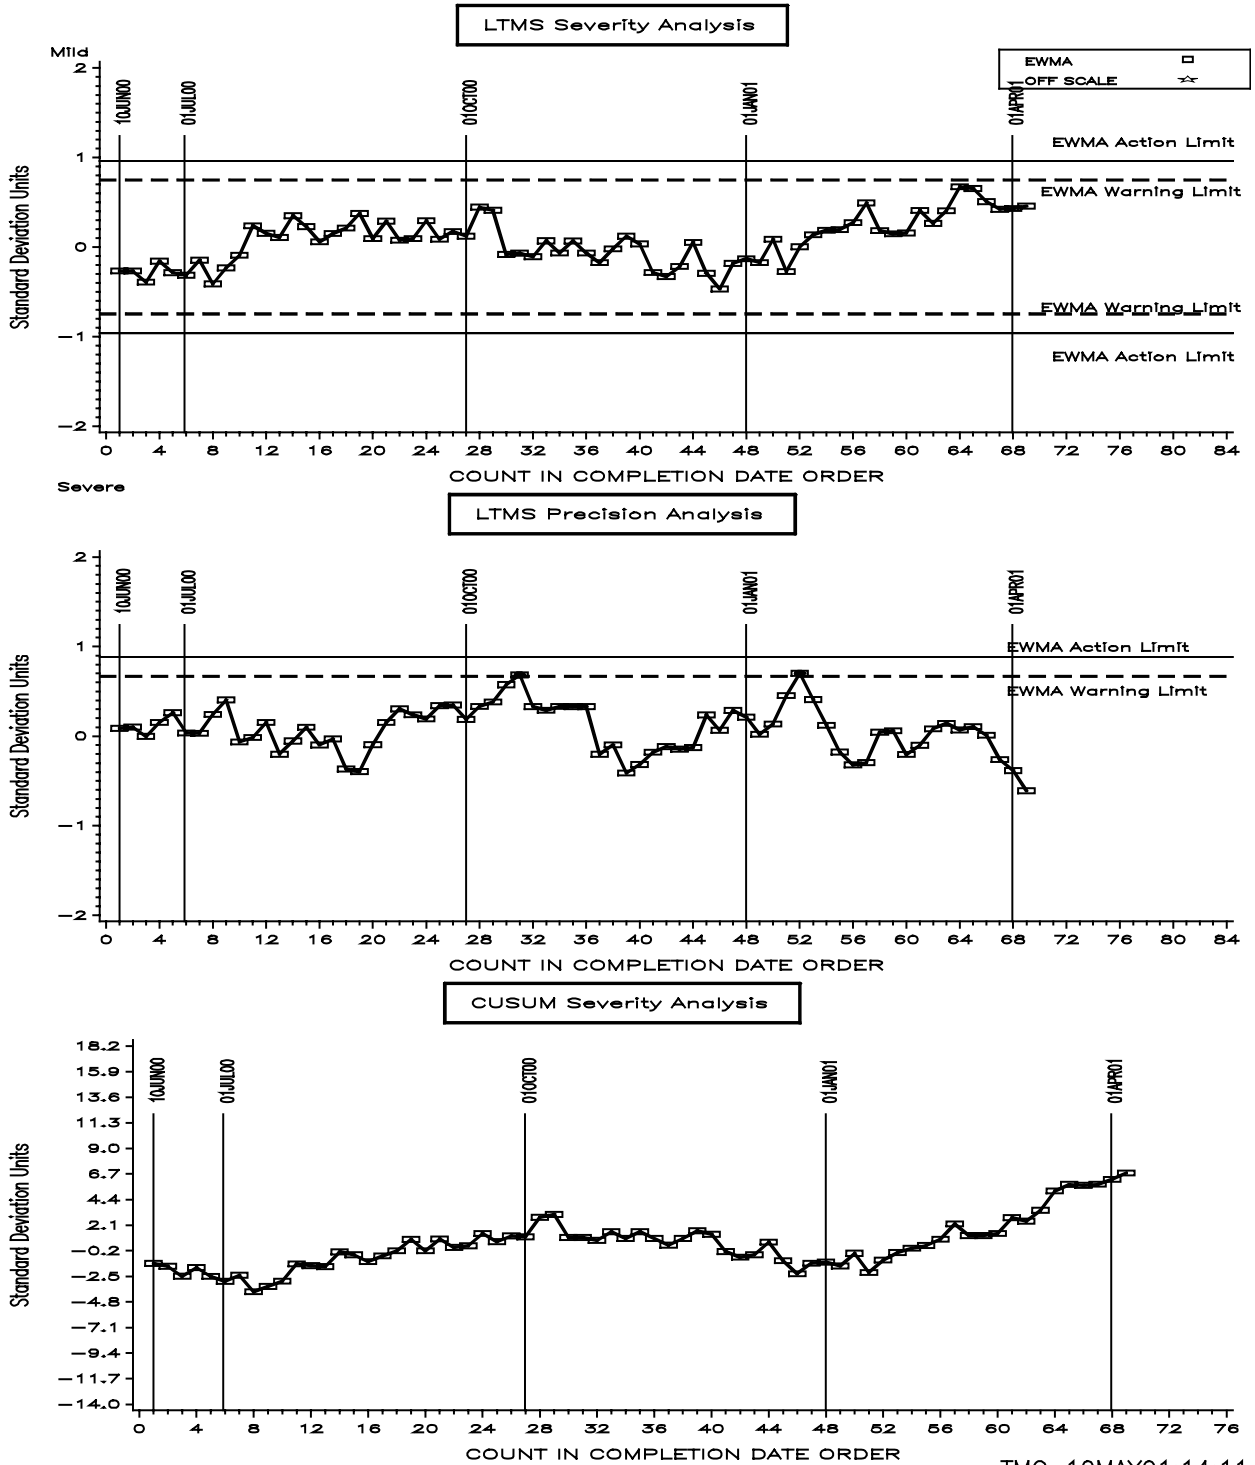 LTMS Severity Analysis
Mild
EWMA
OFF SCALE
2
1
0
−1
−2
Standard Deviation Units
10JUN00
01JUL00
01OCT00
01JAN01
01APR01
EWMA Action Limit
EWMA Warning Limit
EWMA Warning Limit
EWMA Action Limit
0 4 8 12 16 20 24 28 32 36 40 44 48 52 56 60 64 68 72 76 80 84
COUNT IN COMPLETION DATE ORDER
Severe
LTMS Precision Analysis
2
1
0
−1
−2
Standard Deviation Units
10JUN00
01JUL00
01OCT00
01JAN01
01APR01
EWMA Action Limit
EWMA Warning Limit
0 4 8 12 16 20 24 28 32 36 40 44 48 52 56 60 64 68 72 76 80 84
COUNT IN COMPLETION DATE ORDER
CUSUM Severity Analysis
18.2
15.9
13.6
11.3
9.0
6.7
4.4
2.1
−0.2
−2.5
−4.8
−7.1
−9.4
−11.7
−14.0
Standard Deviation Units
10JUN00
01JUL00
01OCT00
01JAN01
01APR01
0 4 8 12 16 20 24 28 32 36 40 44 48 52 56 60 64 68 72 76
COUNT IN COMPLETION DATE ORDER